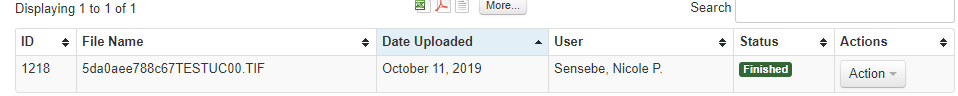 Displaying 1 to 1 of 1 More... Search
ID File Name Date Uploaded User Status Actions
1218 5da0aee788c67TESTUC00.TIF October 11, 2019 Sensebe, Nicole P. Finished Action